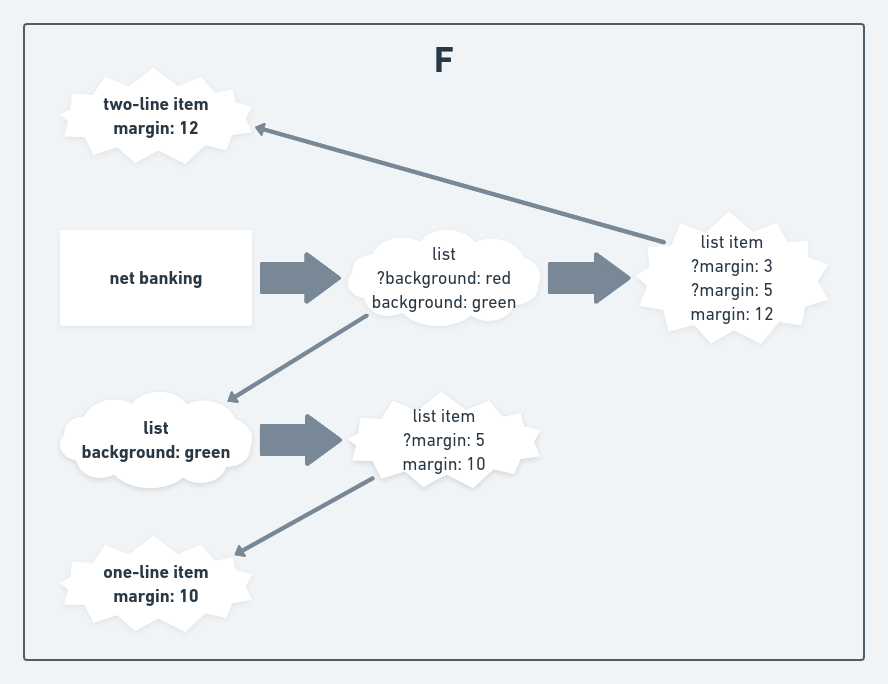 F
two-line item
margin: 12
net banking
list
?background: red
background: green
list item
?margin: 3
?margin: 5
margin: 12
list
background: green
list item
?margin: 5
margin: 10
one-line item
margin: 10